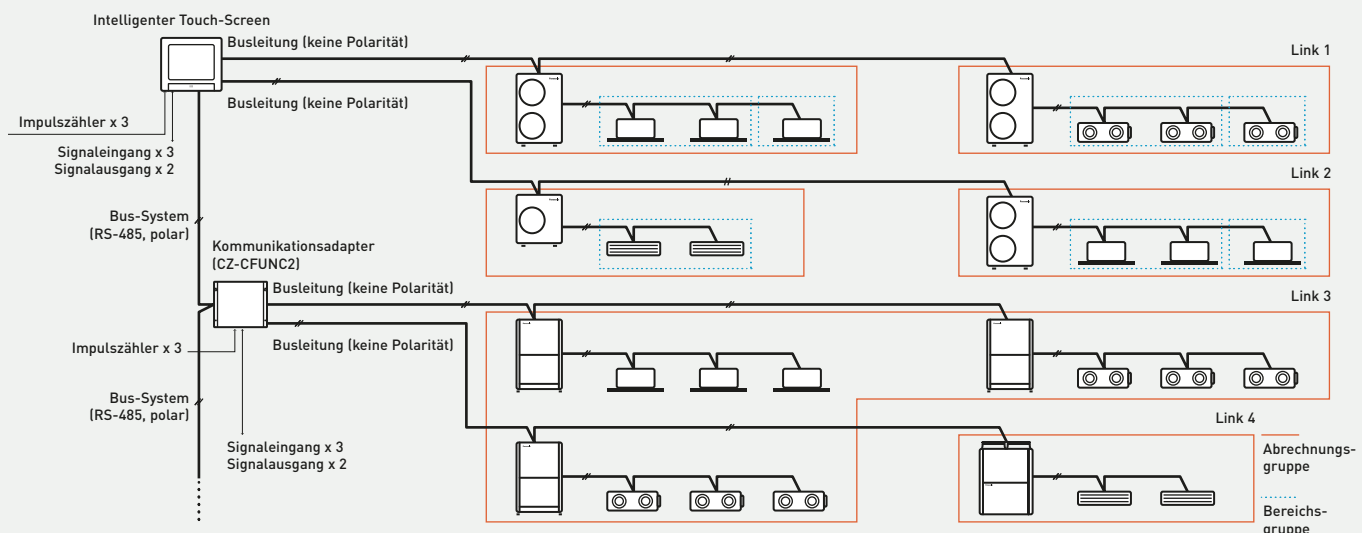 Intelligenter Touch-Screen
Busleitung (keine Polarität)
Link 1
Busleitung (keine Polarität)
Impulszähler x 3
Signaleingang x 3
Signalausgang x 2
Link 2
Bus-System
(RS-485, polar)
Kommunikationsadapter
(CZ-CFUNC2)
Busleitung (keine Polarität)
Link 3
Busleitung (keine Polarität)
Impulszähler x 3
Bus-System
(RS-485, polar)
Signaleingang x 3
Signalausgang x 2
Link 4
Abrechnungs-
gruppe
Bereichs-
gruppe